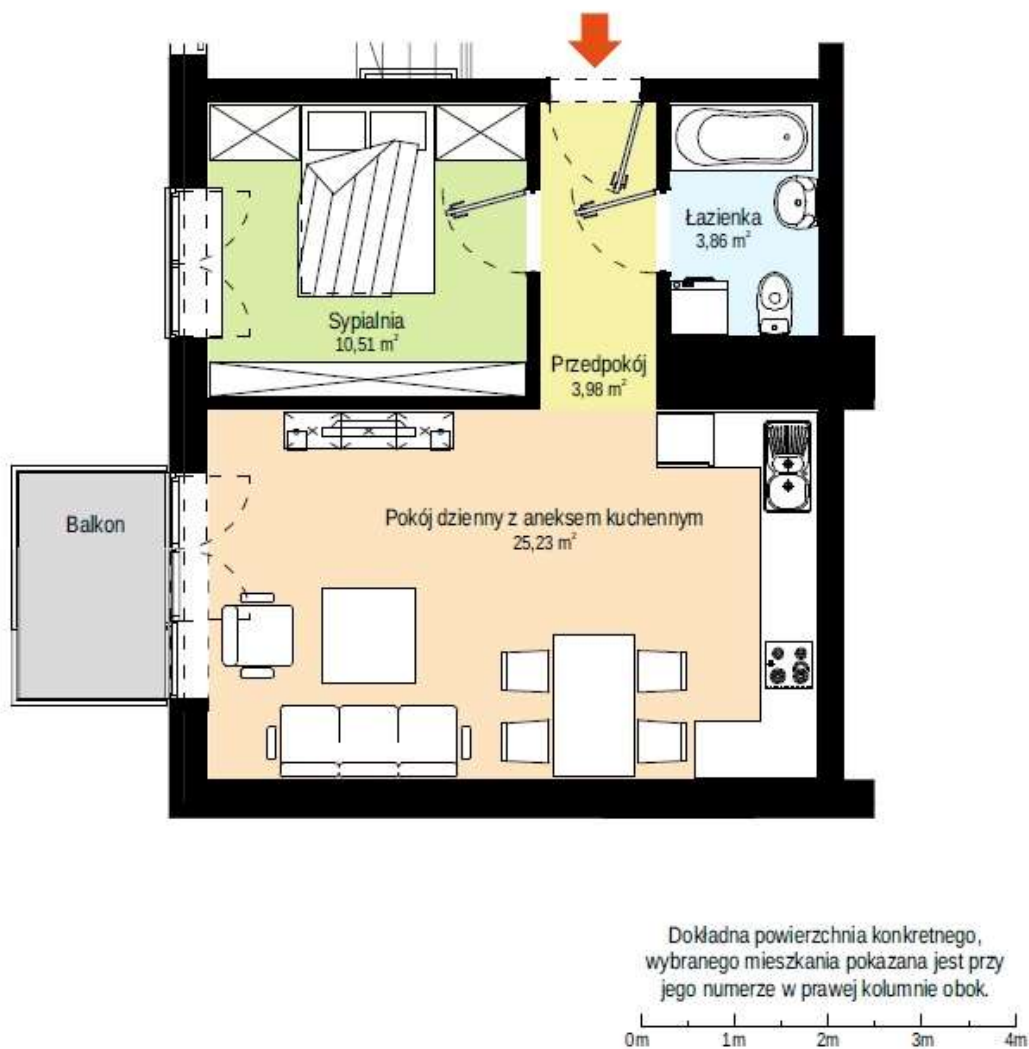 Łazienka
3,86 m²
Sypialnia
10,51 m²
Przedpokój
3,98 m²
Balkon
Pokój dzienny z aneksem kuchennym
25,23 m²
Dokładna powierzchnia konkretnego,
wybranego mieszkania pokazana jest przy
jego numerze w prawej kolumnie obok.
0m 1m 2m 3m 4m